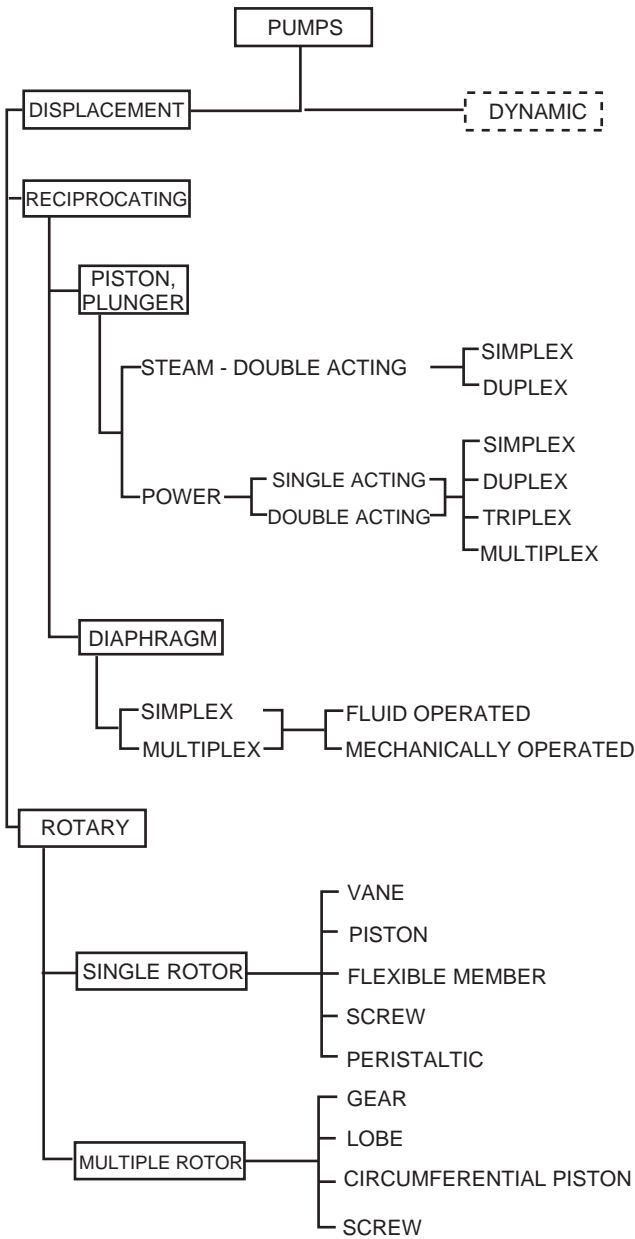 PUMPS
DISPLACEMENT
DYNAMIC
RECIPROCATING
PISTON,
PLUNGER
STEAM - DOUBLE ACTING
SIMPLEX
DUPLEX
POWER
SINGLE ACTING
DOUBLE ACTING
SIMPLEX
DUPLEX
TRIPLEX
MULTIPLEX
DIAPHRAGM
SIMPLEX
MULTIPLEX
FLUID OPERATED
MECHANICALLY OPERATED
ROTARY
SINGLE ROTOR
VANE
PISTON
FLEXIBLE MEMBER
SCREW
PERISTALTIC
MULTIPLE ROTOR
GEAR
LOBE
CIRCUMFERENTIAL PISTON
SCREW